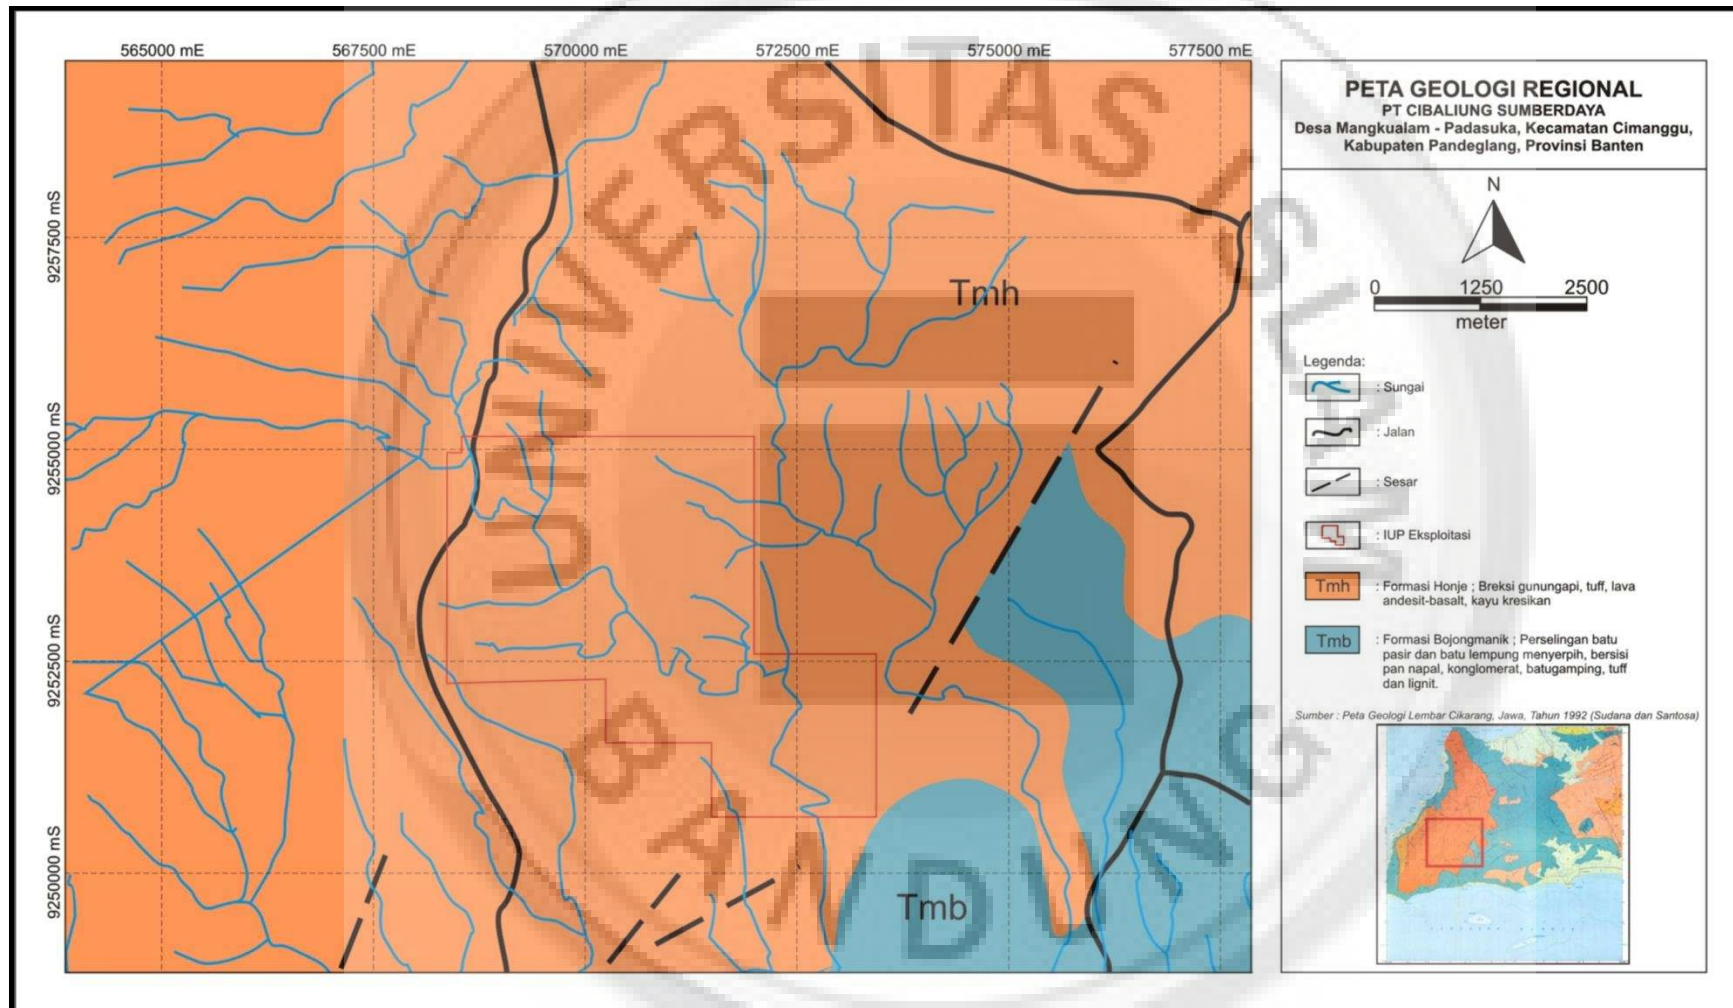 565000 mE
567500 mE
570000 mE
572500 mE
575000 mE
577500 mE
9257500 mS
9255000 mS
9252500 mS
9250000 mS
Tmh
Tmb
UNIVERSITAS ISLAM
BANDUNG
PETA GEOLOGI REGIONAL
PT CIBALIUNG SUMBERDAYA
Desa Mangkualam - Padasuka, Kecamatan Cimanggu,
Kabupaten Pandeglang, Provinsi Banten
N
0 1250 2500
meter
Legenda:
: Sungai
: Jalan
: Sesar
: IUP Eksploitasi
Tmh : Formasi Honje ; Breksi gunungapi, tuff, lava
andesit-basalt, kayu kresikan
Tmb : Formasi Bojongmanik ; Perselingan batu
pasir dan batu lempung menyerpih, bersisi
pan napal, konglomerat, batugamping, tuff
dan lignit.
Sumber : Peta Geologi Lembar Cikarang, Jawa, Tahun 1992 (Sudana dan Santosa)